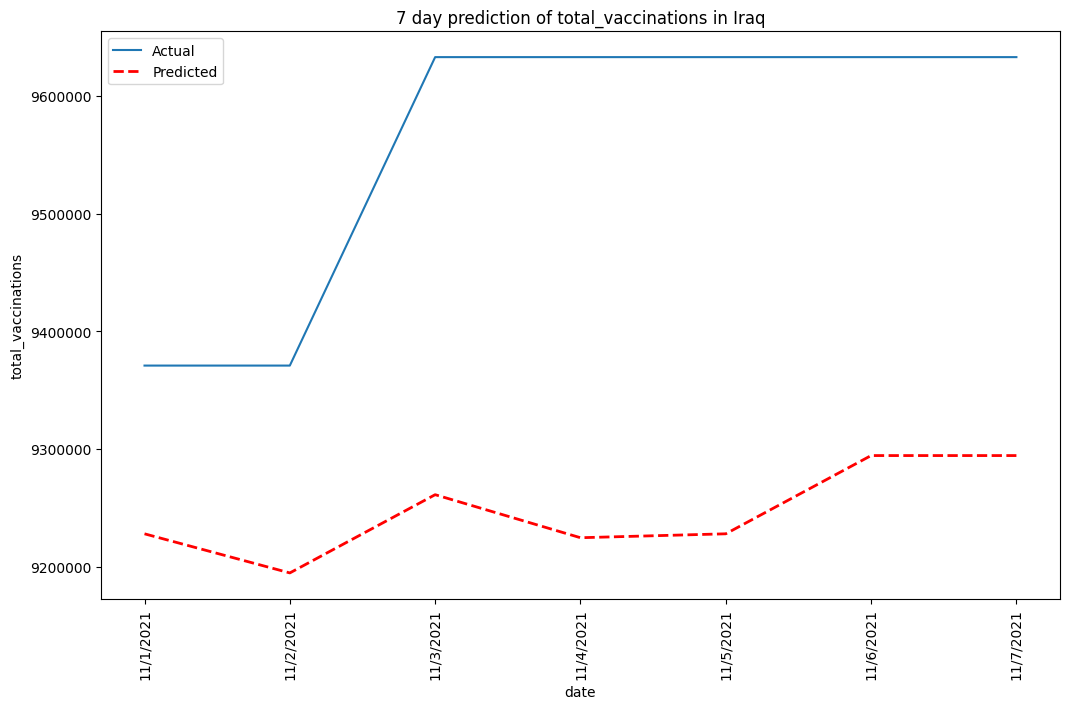 7 day prediction of total_vaccinations in Iraq
Actual
Predicted
9600000
9500000
9400000
9300000
9200000
total_vaccinations
11/1/2021
11/2/2021
11/3/2021
11/4/2021
11/5/2021
11/6/2021
11/7/2021
date